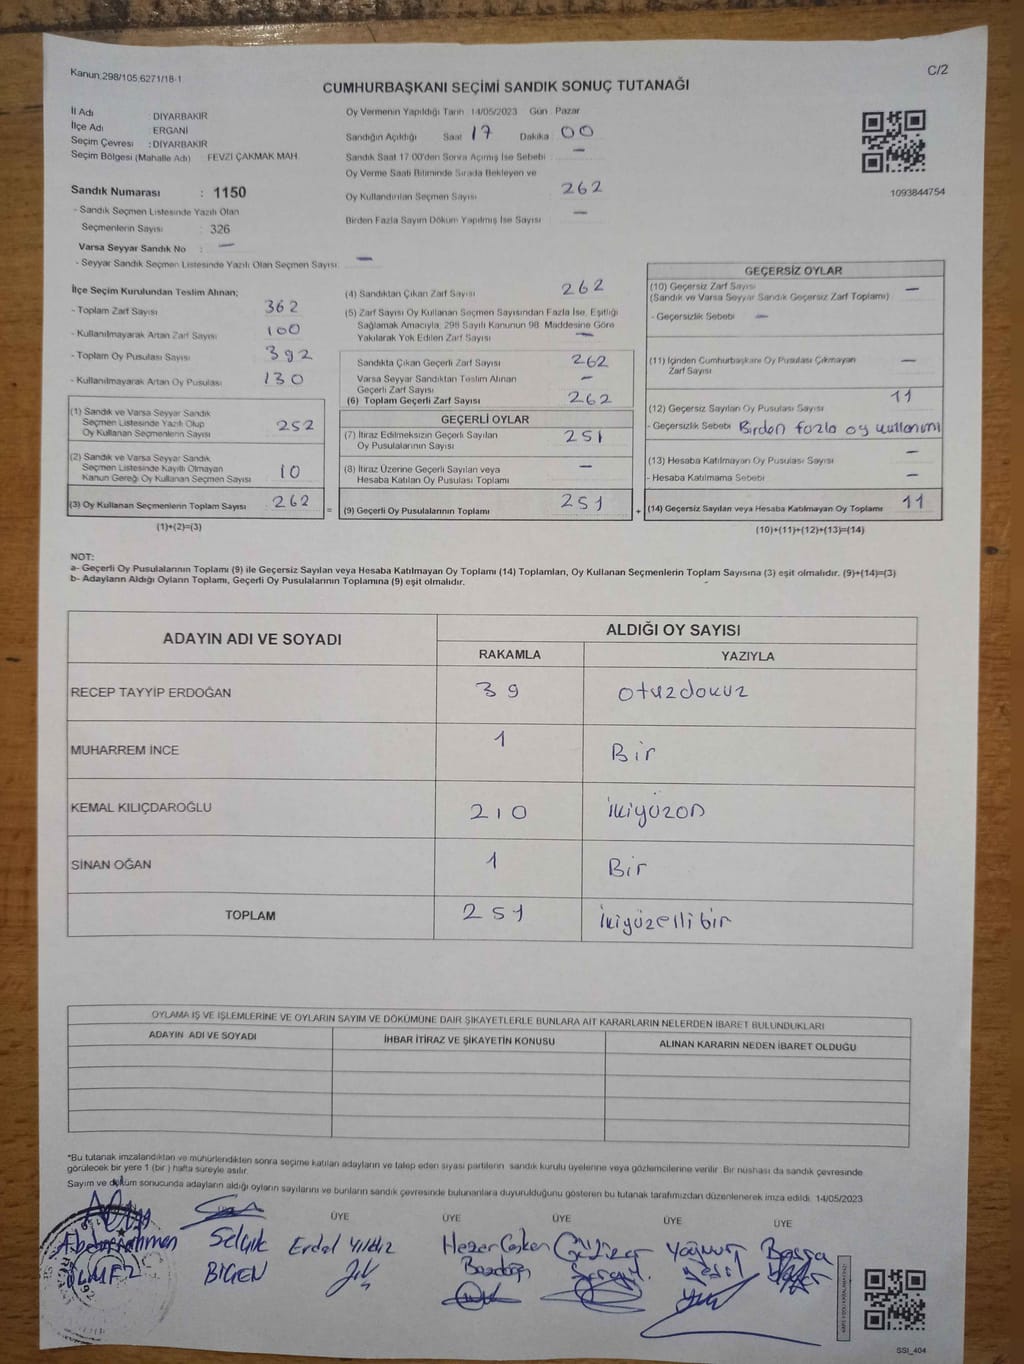 Kanun.298/105,6271/18-1
C/2
CUMHURBAŞKANI SEÇİMİ SANDIK SONUÇ TUTANAĞI
İl Adı : DİYARBAKIR
İlçe Adı : ERGANİ
Seçim Çevresi : DİYARBAKIR
Seçim Bölgesi (Mahalle Adı) FEVZİ ÇAKMAK MAH.
Sandık Numarası : 1150
- Sandık Seçmen Listesinde Yazılı Olan
Seçmenlerin Sayısı : 326
Varsa Seyyar Sandık No : —
- Seyyar Sandık Seçmen Listesinde Yazılı Olan Seçmen Sayısı: —
Oy Vermenin Yapıldığı Tarih 14/05/2023 Gün Pazar
Sandığın Açıldığı Saat 17 Dakika 00
Sandık Saat 17:00'den Sonra Açımış İse Sebebi : —
Oy Verme Saati Bitiminde Sırada Bekleyen ve
Oy Kullandırılan Seçmen Sayısı : 262
Birden Fazla Sayım Döküm Yapılmış İse Sayısı : —
1093844754
İlçe Seçim Kurulundan Teslim Alınan;
- Toplam Zarf Sayısı : 362
- Kullanılmayarak Artan Zarf Sayısı : 100
- Toplam Oy Pusulası Sayısı : 392
- Kullanılmayarak Artan Oy Pusulası : 130
(1) Sandık ve Varsa Seyyar Sandık
Seçmen Listesinde Yazılı Olup
Oy Kullanan Seçmenlerin Sayısı : 252
(2) Sandık ve Varsa Seyyar Sandık
Seçmen Listesinde Kayıtlı Olmayan
Kanun Gereği Oy Kullanan Seçmen Sayısı : 10
(3) Oy Kullanan Seçmenlerin Toplam Sayısı : 262
(1)+(2)=(3)
(4) Sandıktan Çıkan Zarf Sayısı : 262
(5) Zarf Sayısı Oy Kullanan Seçmen Sayısından Fazla İse, Eşitliği
Sağlamak Amacıyla, 298 Sayılı Kanunun 98. Maddesine Göre
Yakılarak Yok Edilen Zarf Sayısı : —
Sandıkta Çıkan Geçerli Zarf Sayısı : 262
Varsa Seyyar Sandıktan Teslim Alınan
Geçerli Zarf Sayısı : —
(6) Toplam Geçerli Zarf Sayısı : 262
GEÇERLİ OYLAR
(7) İtiraz Edilmeksizin Geçerli Sayılan
Oy Pusulalarının Sayısı : 251
(8) İtiraz Üzerine Geçerli Sayılan veya
Hesaba Katılan Oy Pusulası Toplamı : —
= (9) Geçerli Oy Pusulalarının Toplamı : 251
GEÇERSİZ OYLAR
(10) Geçersiz Zarf Sayısı : —
(Sandık ve Varsa Seyyar Sandık Geçersiz Zarf Toplamı)
- Geçersizlik Sebebi : —
(11) İçinden Cumhurbaşkanı Oy Pusulası Çıkmayan : —
Zarf Sayısı
(12) Geçersiz Sayılan Oy Pusulası Sayısı : 11
- Geçersizlik Sebebi : Birden fazla oy kullanımı
(13) Hesaba Katılmayan Oy Pusulası Sayısı : —
- Hesaba Katılmama Sebebi : —
+ (14) Geçersiz Sayılan veya Hesaba Katılmayan Oy Toplamı : 11
(10)+(11)+(12)+(13)=(14)
NOT:
a- Geçerli Oy Pusulalarının Toplamı (9) ile Geçersiz Sayılan veya Hesaba Katılmayan Oy Toplamı (14) Toplamları, Oy Kullanan Seçmenlerin Toplam Sayısına (3) eşit olmalıdır. (9)+(14)=(3)
b- Adayların Aldığı Oyların Toplamı, Geçerli Oy Pusulalarının Toplamına (9) eşit olmalıdır.
ADAYIN ADI VE SOYADI ALDIĞI OY SAYISI
RAKAMLA YAZIYLA
RECEP TAYYİP ERDOĞAN 39 otuzdokuz
MUHARREM İNCE 1 Bir
KEMAL KILIÇDAROĞLU 210 ikiyüzon
SİNAN OĞAN 1 Bir
TOPLAM 251 ikiyüzellibir
OYLAMA İŞ VE İŞLEMLERİNE VE OYLARIN SAYIM VE DÖKÜMÜNE DAİR ŞİKAYETLERLE BUNLARA AİT KARARLARIN NELERDEN İBARET BULUNDUKLARI
ADAYIN ADI VE SOYADI İHBAR İTİRAZ VE ŞİKAYETİN KONUSU ALINAN KARARIN NEDEN İBARET OLDUĞU
*Bu tutanak imzalandıktan ve mühürlendikten sonra seçime katılan adayların ve talep eden siyasi partilerin sandık kurulu üyelerine veya gözlemcilerine verilir. Bir nüshası da sandık çevresinde
görülecek bir yere 1 (bir) hafta süreyle asılır.
Sayım ve döküm sonucunda adayların aldığı oyların sayılarını ve bunların sandık çevresinde bulunanlara duyurulduğunu gösteren bu tutanak tarafımızdan düzenlenerek imza edildi. 14/05/2023
ÜYE ÜYE ÜYE ÜYE ÜYE
Abdurrahman Selçuk Erdal Yıldız Yağmur Başra
BİGEN
SSİ_404